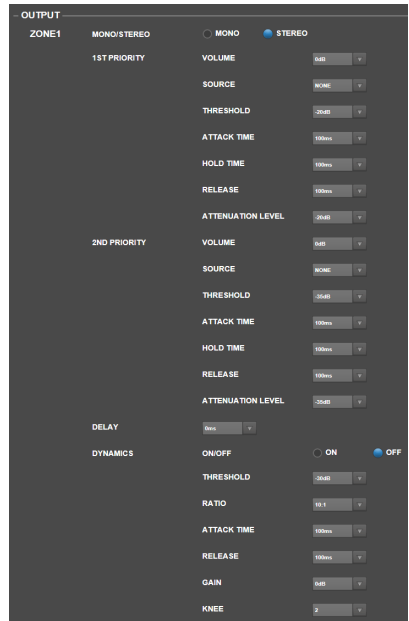 OUTPUT
ZONE1 MONO/STEREO MONO STEREO
1ST PRIORITY VOLUME 0dB
SOURCE NONE
THRESHOLD -20dB
ATTACK TIME 100ms
HOLD TIME 100ms
RELEASE 100ms
ATTENUATION LEVEL -20dB
2ND PRIORITY VOLUME 0dB
SOURCE NONE
THRESHOLD -35dB
ATTACK TIME 100ms
HOLD TIME 100ms
RELEASE 100ms
ATTENUATION LEVEL -35dB
DELAY 0ms
DYNAMICS ON/OFF ON OFF
THRESHOLD -30dB
RATIO 10:1
ATTACK TIME 100ms
RELEASE 100ms
GAIN 0dB
KNEE 2